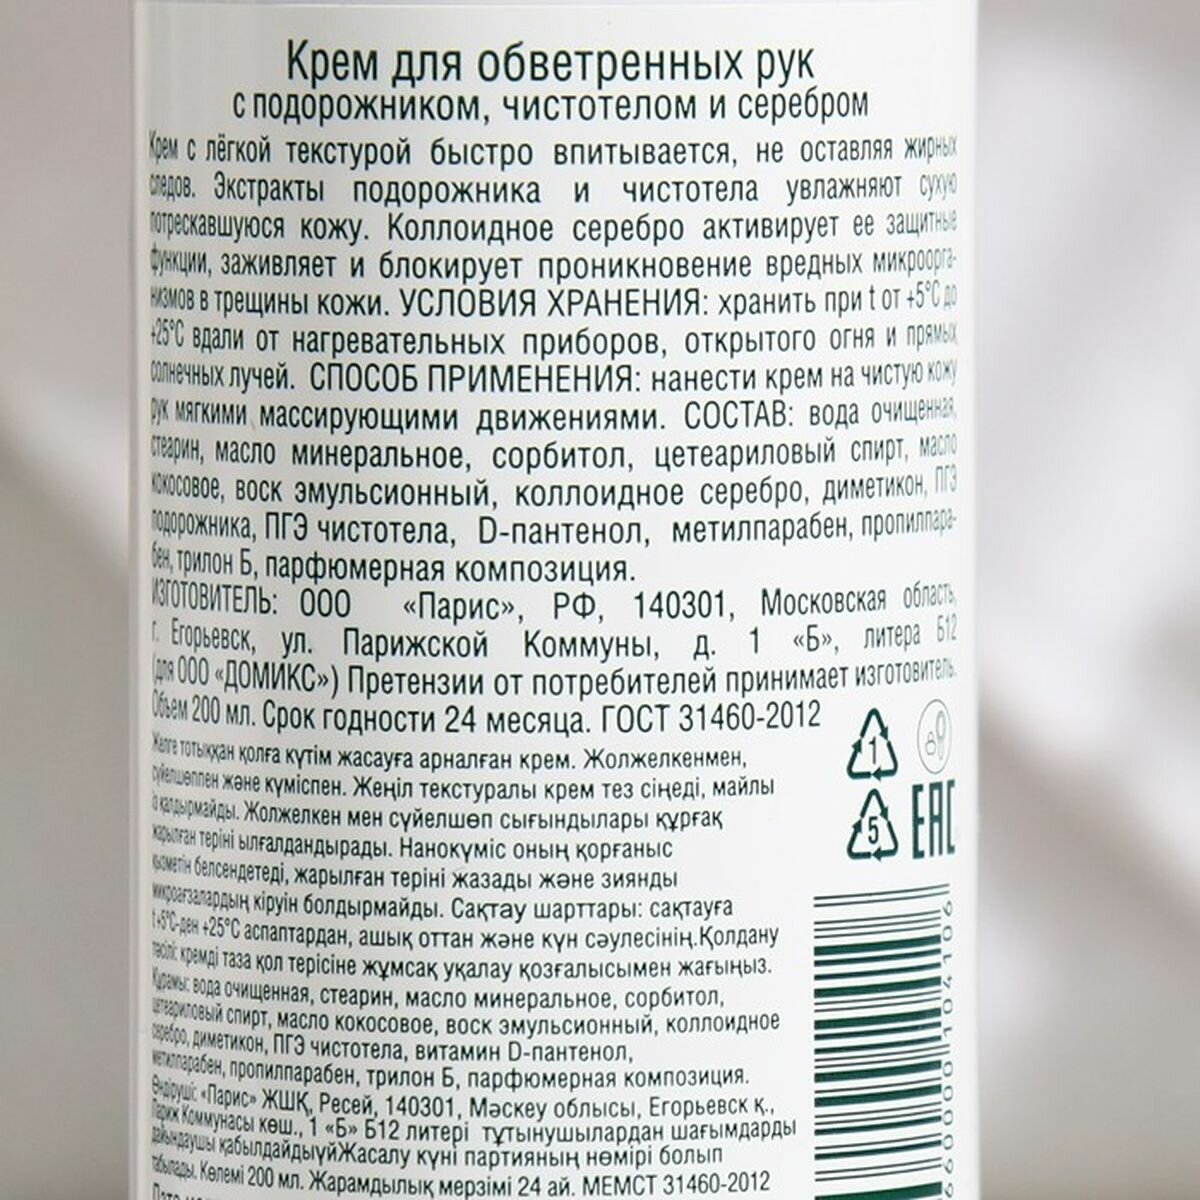 Крем для обветренных рук
с подорожником, чистотелом и серебром
Крем с лёгкой текстурой быстро впитывается, не оставляя жирных
следов. Экстракты подорожника и чистотела увлажняют сухую
потрескавшуюся кожу. Коллоидное серебро активирует ее защитные
функции, заживляет и блокирует проникновение вредных микроорга-
низмов в трещины кожи. УСЛОВИЯ ХРАНЕНИЯ: хранить при t от +5°С до
+25°С вдали от нагревательных приборов, открытого огня и прямых
солнечных лучей. СПОСОБ ПРИМЕНЕНИЯ: нанести крем на чистую кожу
рук мягкими массирующими движениями. СОСТАВ: вода очищенная,
стеарин, масло минеральное, сорбитол, цетеариловый спирт, масло
кокосовое, воск эмульсионный, коллоидное серебро, диметикон, ПГЭ
подорожника, ПГЭ чистотела, D-пантенол, метилпарабен, пропилпара-
бен, трилон Б, парфюмерная композиция.
ИЗГОТОВИТЕЛЬ: ООО «Парис», РФ, 140301, Московская область,
г. Егорьевск, ул. Парижской Коммуны, д. 1 «Б», литера Б12
(для ООО «ДОМИКС») Претензии от потребителей принимает изготовитель.
Объем 200 мл. Срок годности 24 месяца. ГОСТ 31460-2012
Желге тотыққан қолға күтім жасауға арналған крем. Жолжелкенмен,
сүйелшөппен және күміспен. Жеңіл текстуралы крем тез сіңеді, майлы
із қалдырмайды. Жолжелкен мен сүйелшөп сығындылары құрғақ
жарылған теріні ылғалдандырады. Нанокүміс оның қорғаныс
қызметін белсендетеді, жарылған теріні жазады және зиянды
микроағзалардың кіруін болдырмайды. Сақтау шарттары: сақтауға
t +5°С-ден +25°С аспаптардан, ашық оттан және күн сәулесінің.Қолдану
тәсілі: кремді таза қол терісіне жұмсақ уқалау қозғалысымен жағыңыз.
Құрамы: вода очищенная, стеарин, масло минеральное, сорбитол,
цетеариловый спирт, масло кокосовое, воск эмульсионный, коллоидное
серебро, диметикон, ПГЭ чистотела, витамин D-пантенол,
метилпарабен, пропилпарабен, трилон Б, парфюмерная композиция.
Өндіруші: «Парис» ЖШҚ, Ресей, 140301, Мәскеу облысы, Егорьевск қ.,
Париж Коммунасы көш., 1 «Б» Б12 литері тұтынушылардан шағымдарды
дайындаушы қабылдайдыүйЖасалу күні партияның нөмірі болып
табылады. Көлемі 200 мл. Жарамдылық мерзімі 24 ай. МЕМСТ 31460-2012
1
5
EAC